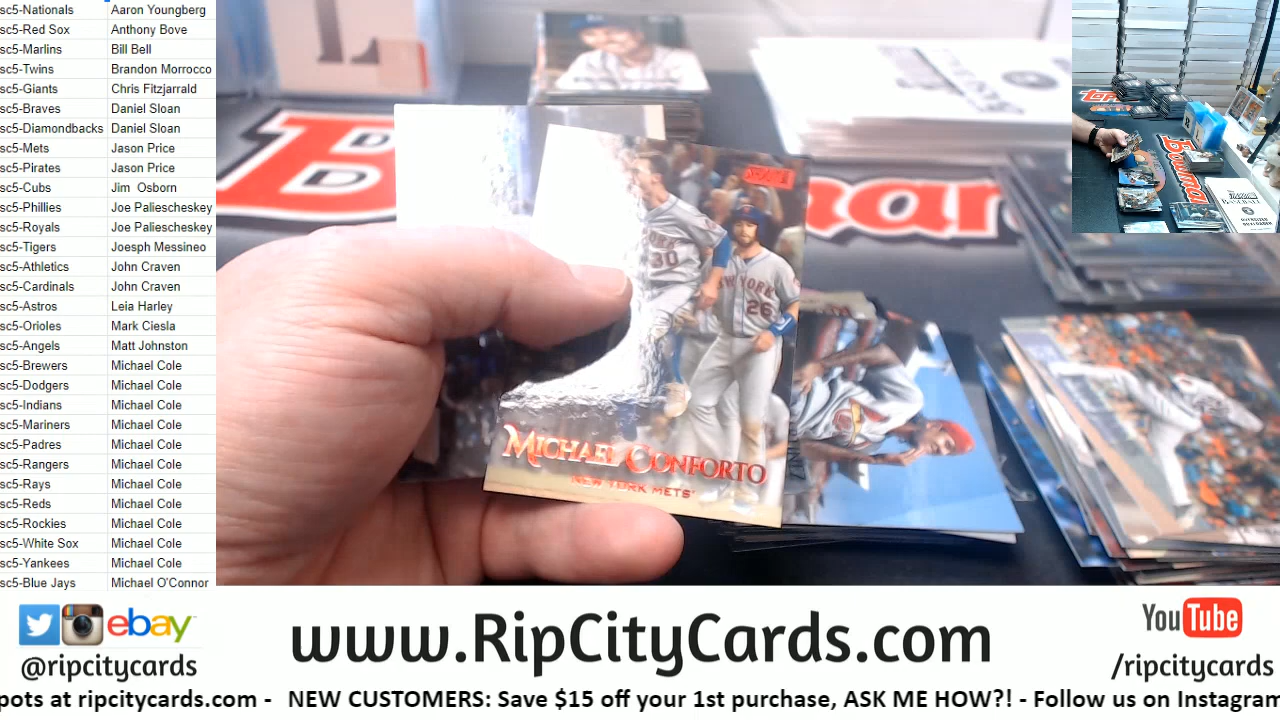 sc5-Nationals Aaron Youngberg
sc5-Red Sox Anthony Bove
sc5-Marlins Bill Bell
sc5-Twins Brandon Morrocco
sc5-Giants Chris Fitzjarrald
sc5-Braves Daniel Sloan
sc5-Diamondbacks Daniel Sloan
sc5-Mets Jason Price
sc5-Pirates Jason Price
sc5-Cubs Jim Osborn
sc5-Phillies Joe Paliescheskey
sc5-Royals Joe Paliescheskey
sc5-Tigers Joesph Messineo
sc5-Athletics John Craven
sc5-Cardinals John Craven
sc5-Astros Leia Harley
sc5-Orioles Mark Ciesla
sc5-Angels Matt Johnston
sc5-Brewers Michael Cole
sc5-Dodgers Michael Cole
sc5-Indians Michael Cole
sc5-Mariners Michael Cole
sc5-Padres Michael Cole
sc5-Rangers Michael Cole
sc5-Rays Michael Cole
sc5-Reds Michael Cole
sc5-Rockies Michael Cole
sc5-White Sox Michael Cole
sc5-Yankees Michael Cole
sc5-Blue Jays Michael O'Connor
YORK
30
NEW YORK
26
MICHAEL CONFORTO
NEW YORK METS
Bowman
ebay
@ripcitycards
www.RipCityCards.com
YouTube
/ripcitycards
pots at ripcitycards.com - NEW CUSTOMERS: Save $15 off your 1st purchase, ASK ME HOW?! - Follow us on Instagram